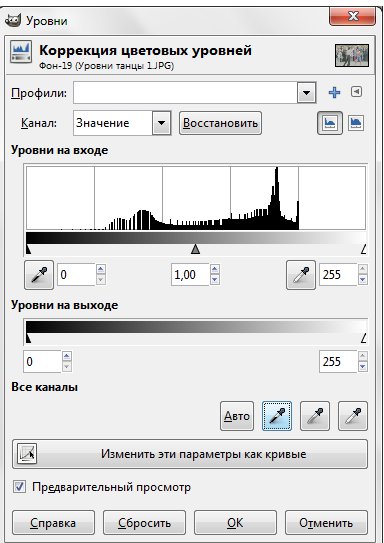 Уровни
Коррекция цветовых уровней
Фон-19 (Уровни танцы 1.JPG)
Профили:
Канал: Значение Восстановить
Уровни на входе
0 1,00 255
Уровни на выходе
0 255
Все каналы
Авто
Изменить эти параметры как кривые
Предварительный просмотр
Справка Сбросить ОК Отменить